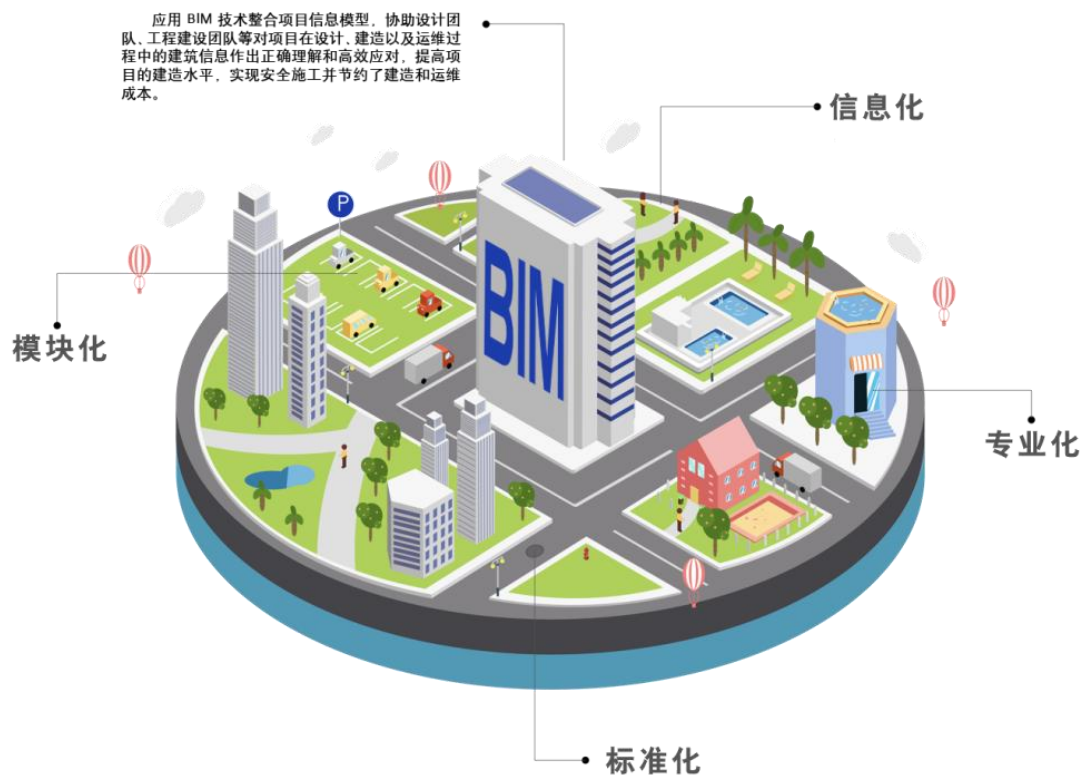 应用 BIM 技术整合项目信息模型，协助设计团
队、工程建设团队等对项目在设计、建造以及运维过
程中的建筑信息作出正确理解和高效应对，提高项
目的建造水平，实现安全施工并节约了建造和运维
成本。
信息化
P
BIM
模块化
专业化
标准化